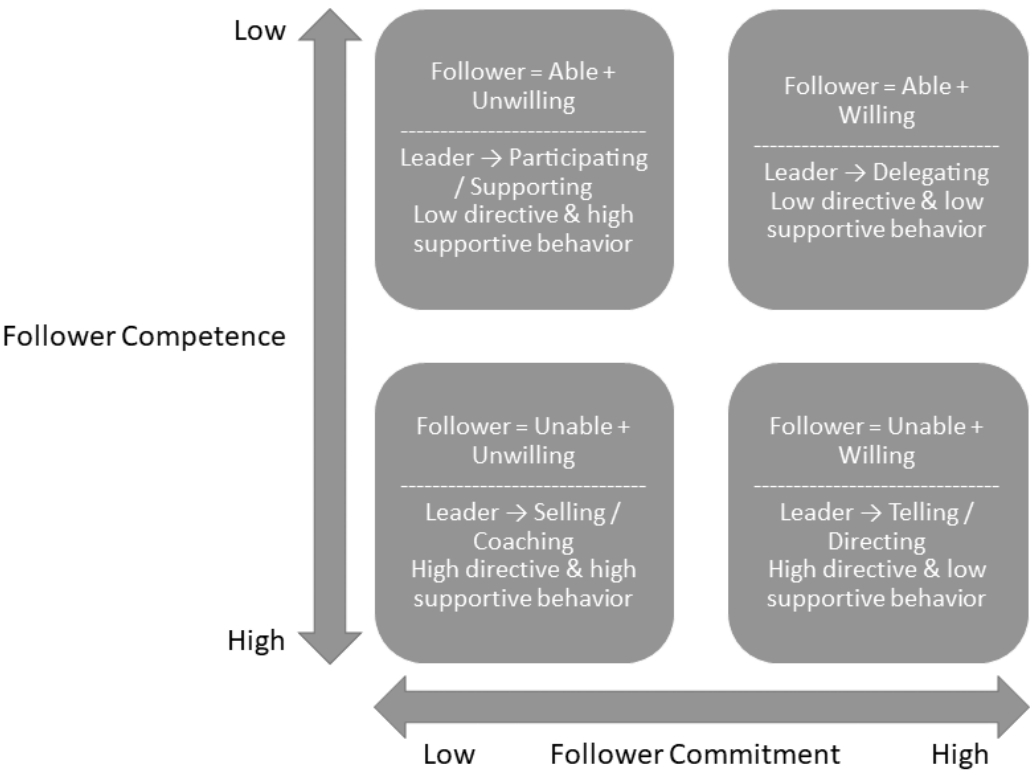 Low
Follower = Able +
Unwilling
------------------------------
Leader → Participating
/ Supporting
Low directive & high
supportive behavior
Follower = Able +
Willing
------------------------------
Leader → Delegating
Low directive & low
supportive behavior
Follower Competence
Follower = Unable +
Unwilling
------------------------------
Leader → Selling /
Coaching
High directive & high
supportive behavior
Follower = Unable +
Willing
------------------------------
Leader → Telling /
Directing
High directive & low
supportive behavior
High
Low
Follower Commitment
High